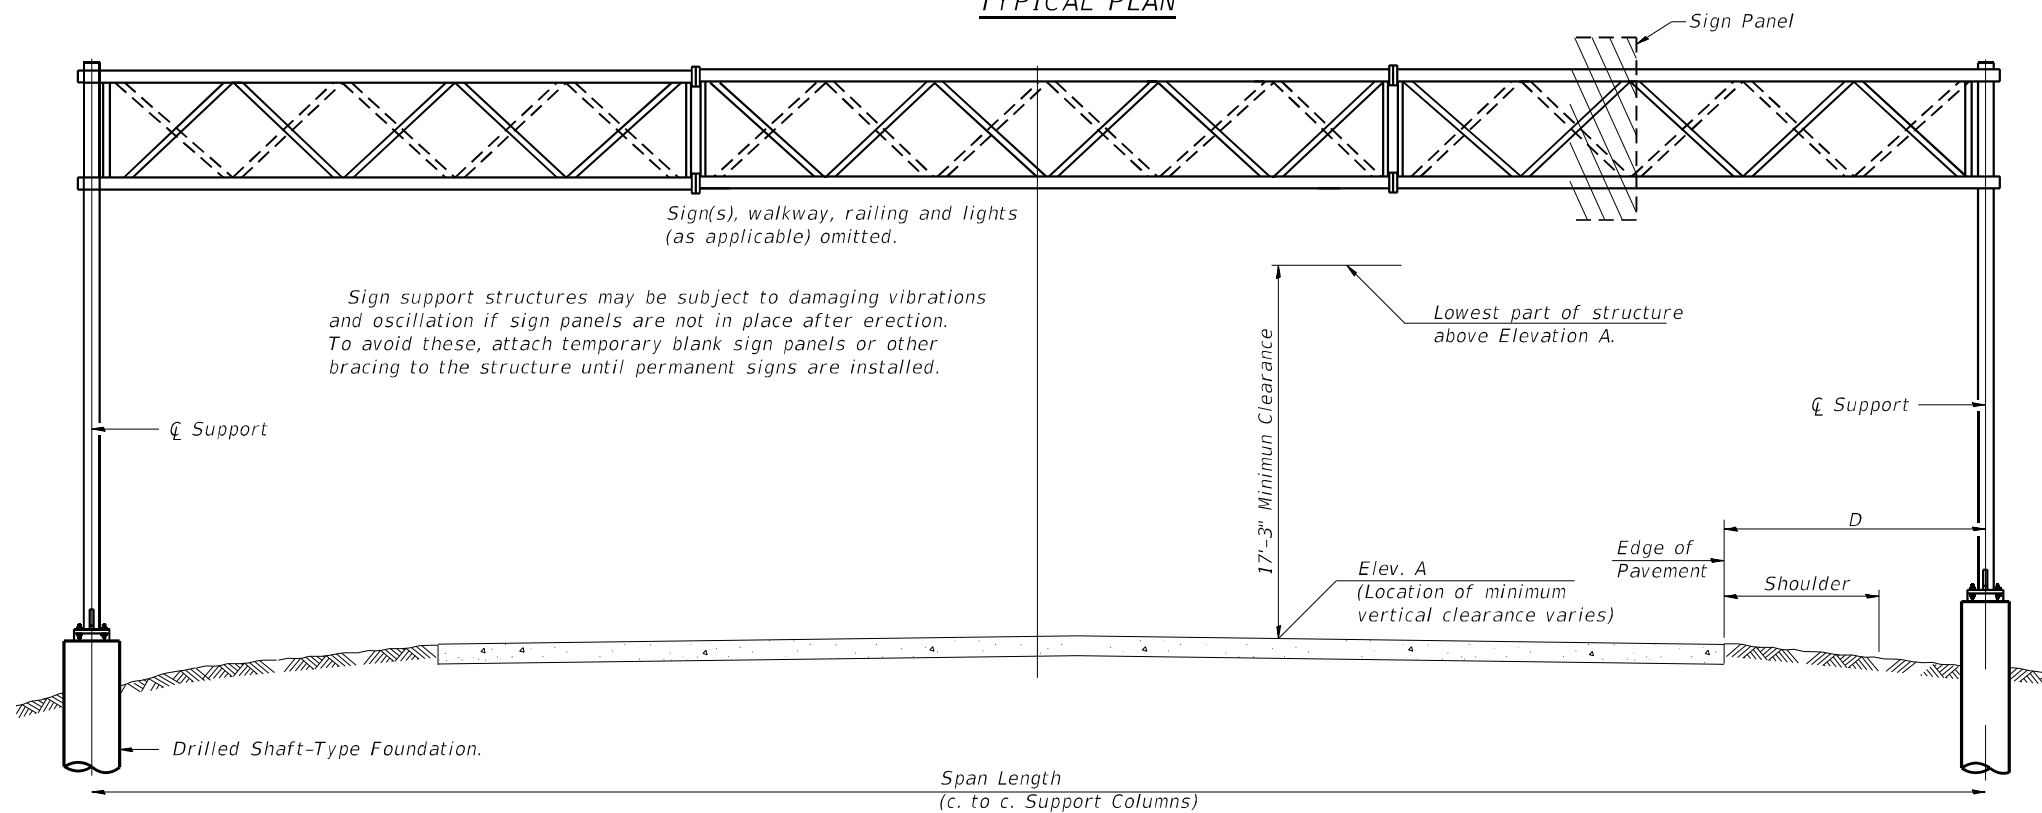 TYPICAL PLAN
Sign Panel
Sign(s), walkway, railing and lights
(as applicable) omitted.
Sign support structures may be subject to damaging vibrations
and oscillation if sign panels are not in place after erection.
To avoid these, attach temporary blank sign panels or other
bracing to the structure until permanent signs are installed.
Lowest part of structure
above Elevation A.
17'-3" Minimun Clearance
℄ Support
℄ Support
D
Edge of
Pavement
Shoulder
Elev. A
(Location of minimum
vertical clearance varies)
Drilled Shaft-Type Foundation.
Span Length
(c. to c. Support Columns)